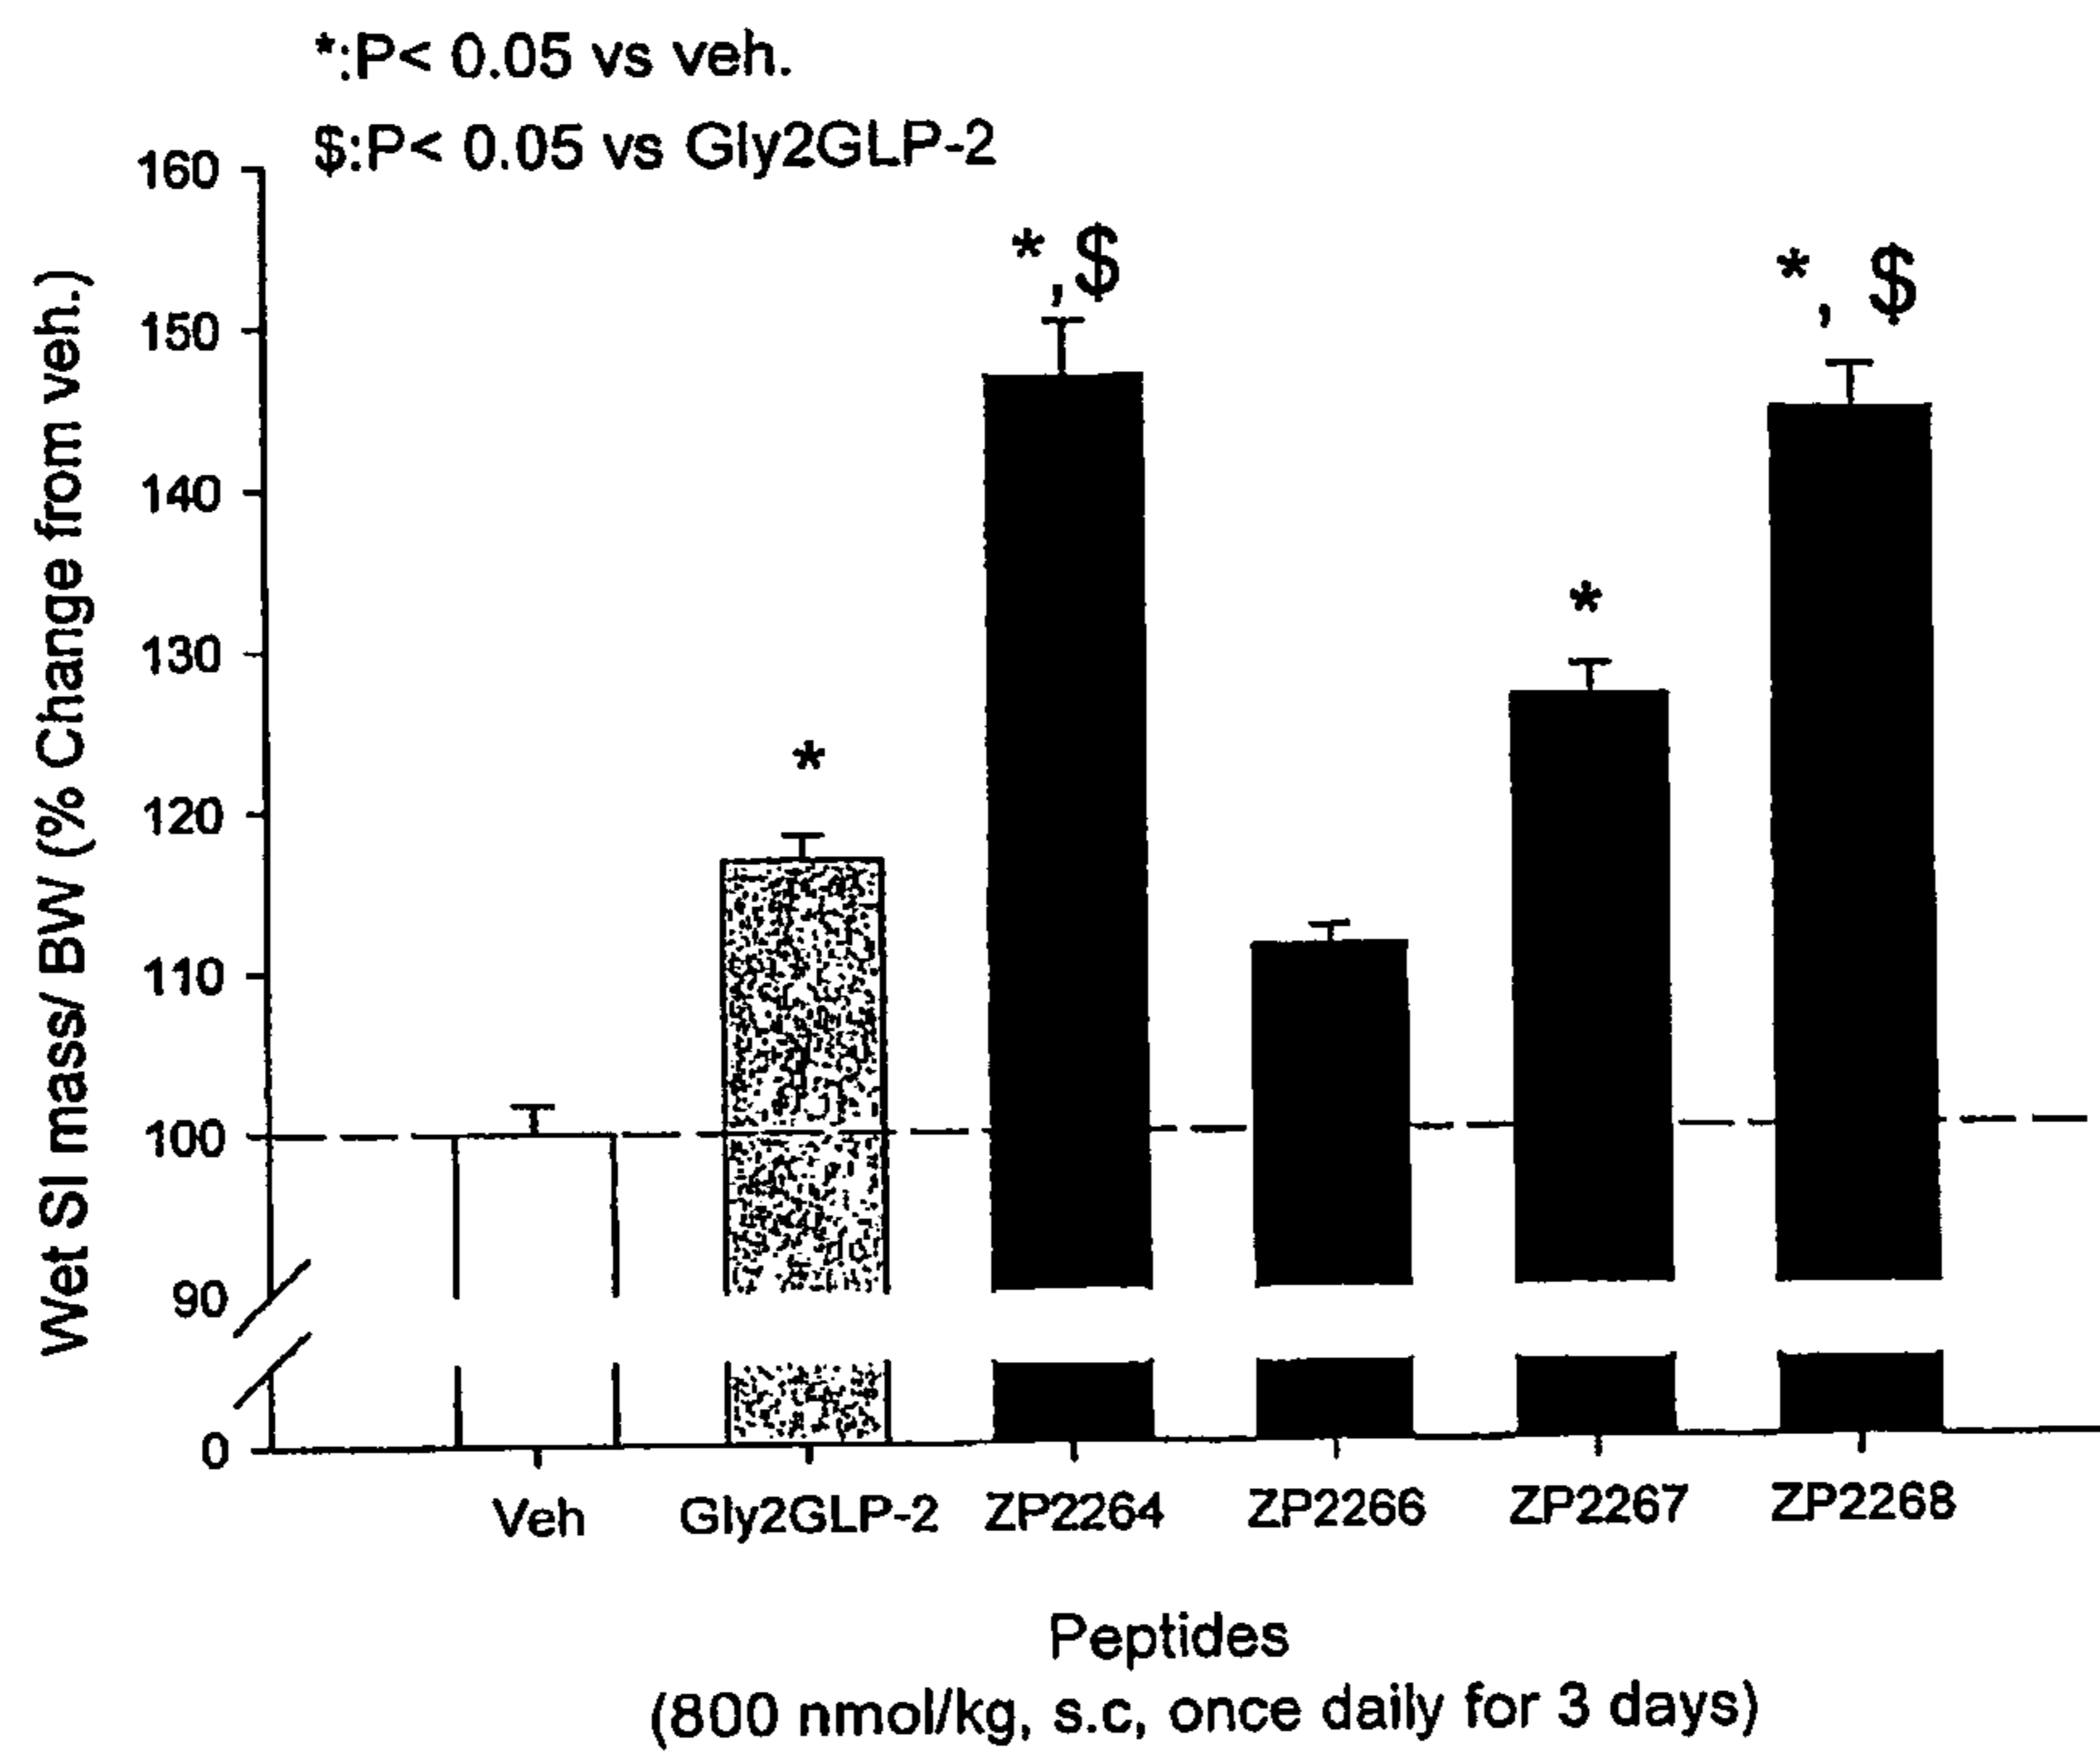 *:P< 0.05 vs veh.
$:P< 0.05 vs Gly2GLP-2
Wet SI mass/ BW (% Change from veh.)
160
150
140
130
120
110
100
90
0
*
*,$
*
*, $
Veh
Gly2GLP-2
ZP2264
ZP2266
ZP2267
ZP2268
Peptides
(800 nmol/kg, s.c, once daily for 3 days)